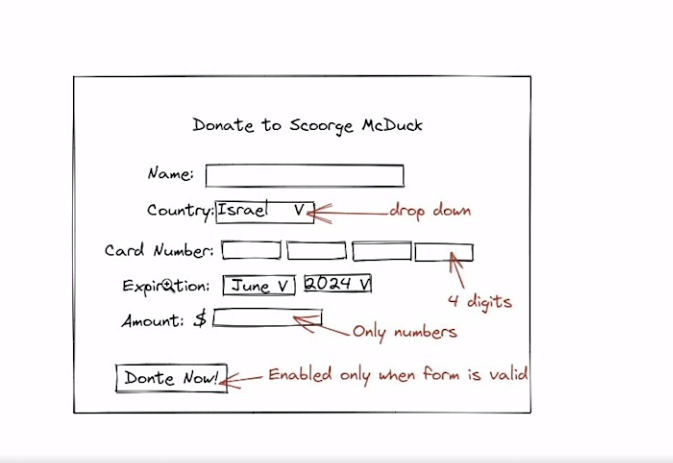 Donate to Scoorge McDuck
Name:
Country: Israel V drop down
Card Number:
Expiration: June V 2024 V
4 digits
Amount: $
Only numbers
Donte Now! Enabled only when form is valid